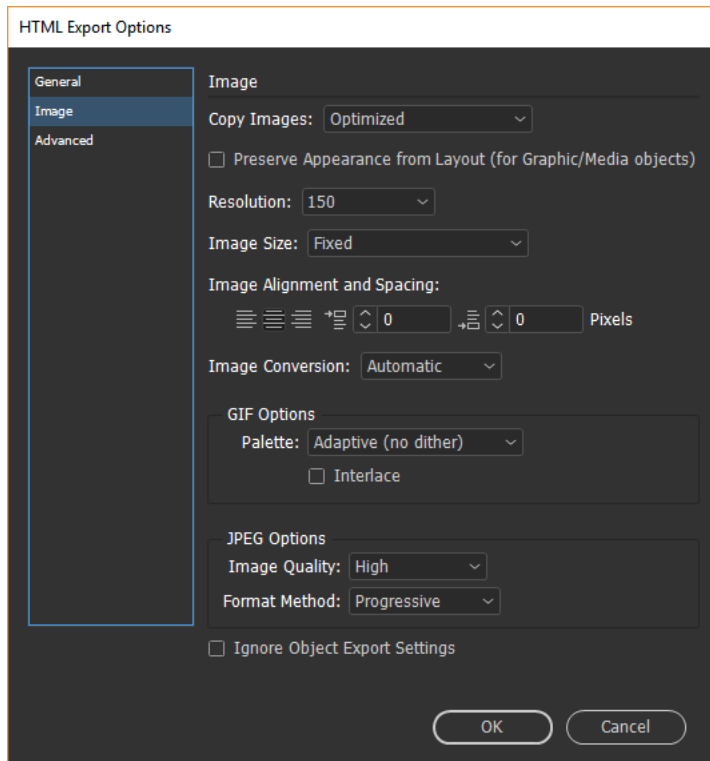 HTML Export Options
General
Image
Advanced
Image
Copy Images: Optimized
Preserve Appearance from Layout (for Graphic/Media objects)
Resolution: 150
Image Size: Fixed
Image Alignment and Spacing:
0 0 Pixels
Image Conversion: Automatic
GIF Options
Palette: Adaptive (no dither)
Interlace
JPEG Options
Image Quality: High
Format Method: Progressive
Ignore Object Export Settings
OK Cancel